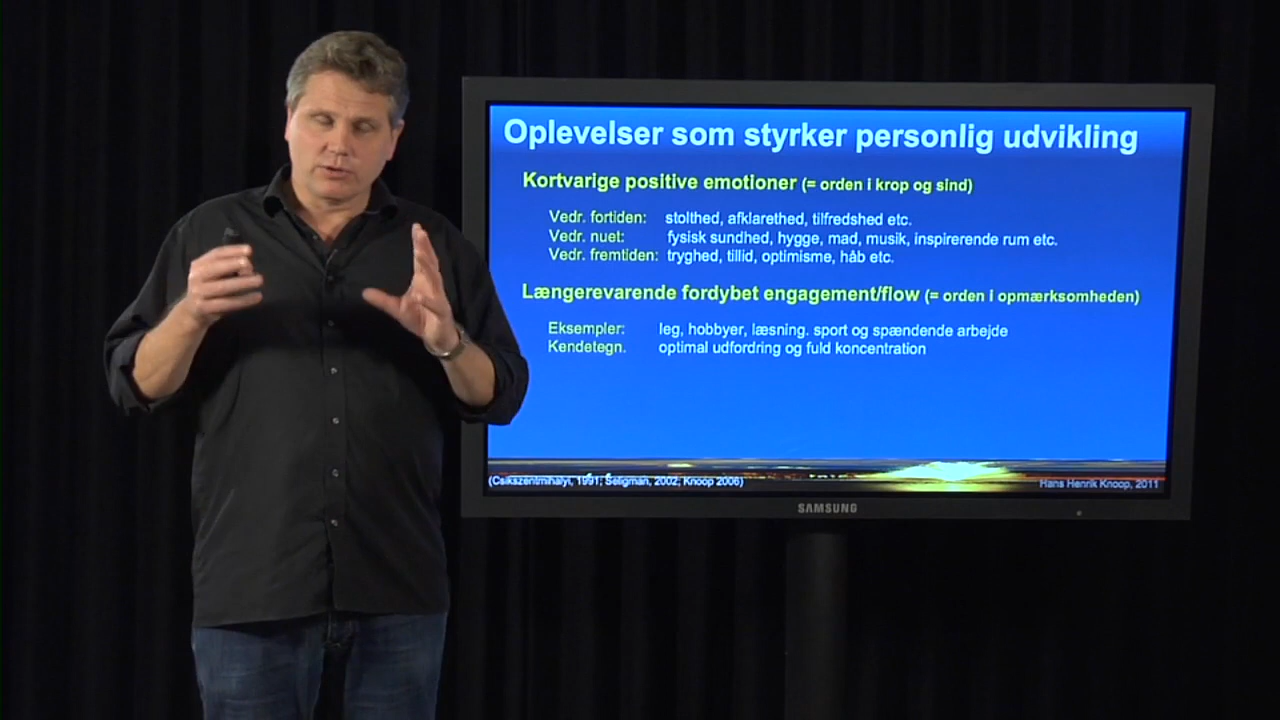 Oplevelser som styrker personlig udvikling
Kortvarige positive emotioner (= orden i krop og sind)
Vedr. fortiden: stolthed, afklarethed, tilfredshed etc.
Vedr. nuet: fysisk sundhed, hygge, mad, musik, inspirerende rum etc.
Vedr. fremtiden: tryghed, tillid, optimisme, håb etc.
Længerevarende fordybet engagement/flow (= orden i opmærksomheden)
Eksempler: leg, hobbyer, læsning. sport og spændende arbejde
Kendetegn. optimal udfordring og fuld koncentration
(Csikszentmihalyi, 1991; Seligman, 2002; Knoop 2006)
Hans Henrik Knoop, 2011
SAMSUNG